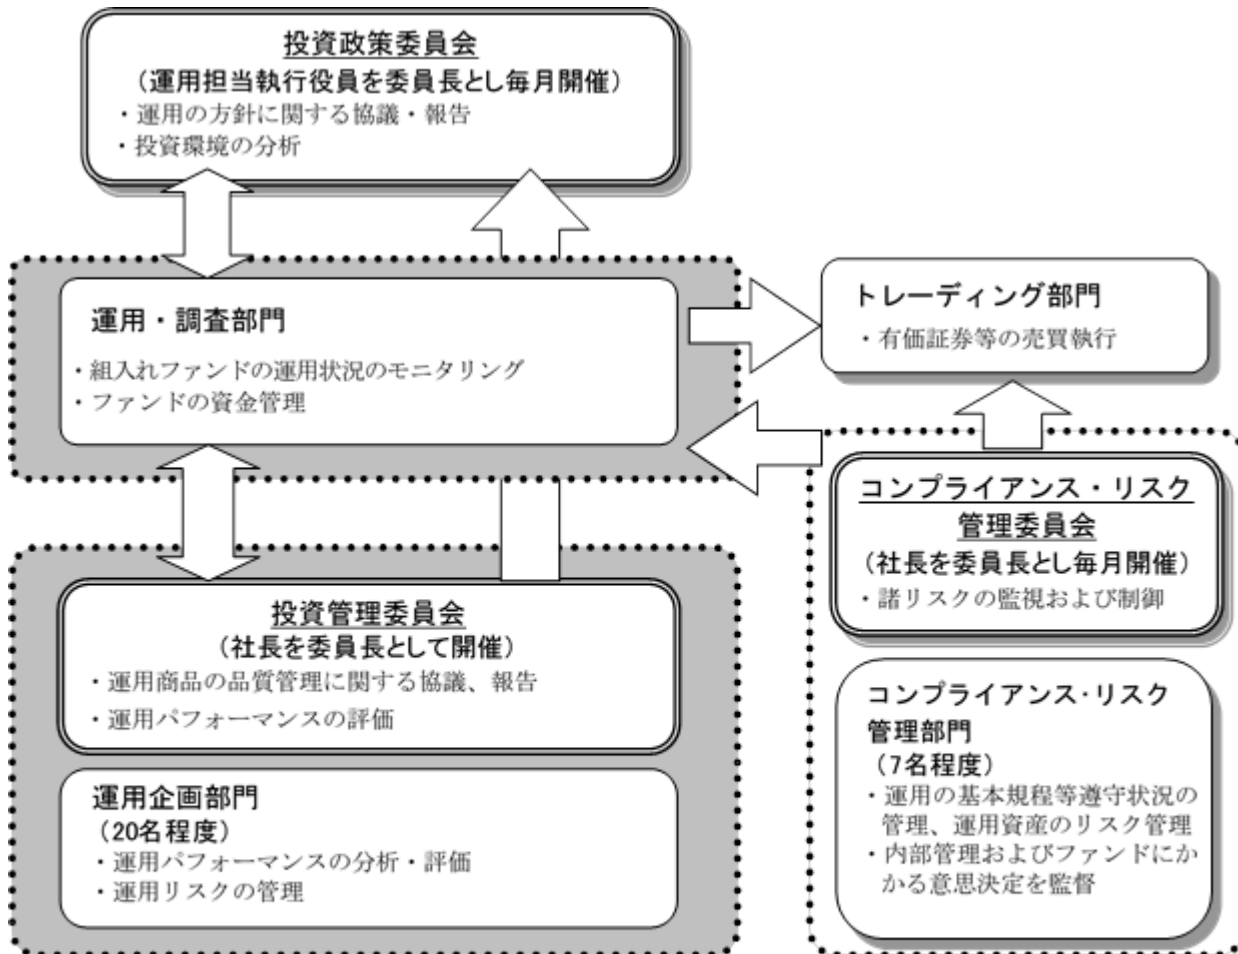 投資政策委員会
（運用担当執行役員を委員長とし毎月開催）
・運用の方針に関する協議・報告
・投資環境の分析
運用・調査部門
・組入れファンドの運用状況のモニタリング
・ファンドの資金管理
トレーディング部門
・有価証券等の売買執行
投資管理委員会
（社長を委員長として開催）
・運用商品の品質管理に関する協議、報告
・運用パフォーマンスの評価
運用企画部門
（20名程度）
・運用パフォーマンスの分析・評価
・運用リスクの管理
コンプライアンス・リスク
管理委員会
（社長を委員長とし毎月開催）
・諸リスクの監視および制御
コンプライアンス・リスク
管理部門
（7名程度）
・運用の基本規程等遵守状況の
管理、運用資産のリスク管理
・内部管理およびファンドにか
かる意思決定を監督